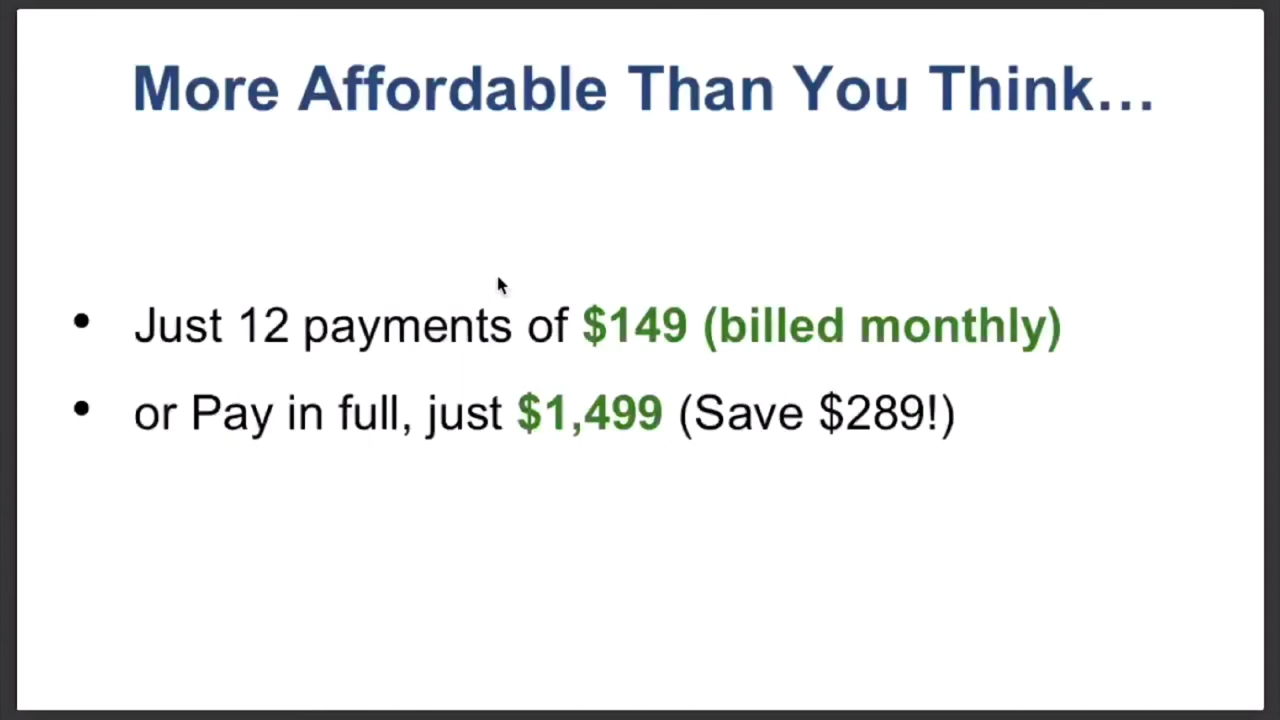 More Affordable Than You Think…
• Just 12 payments of $149 (billed monthly)
• or Pay in full, just $1,499 (Save $289!)